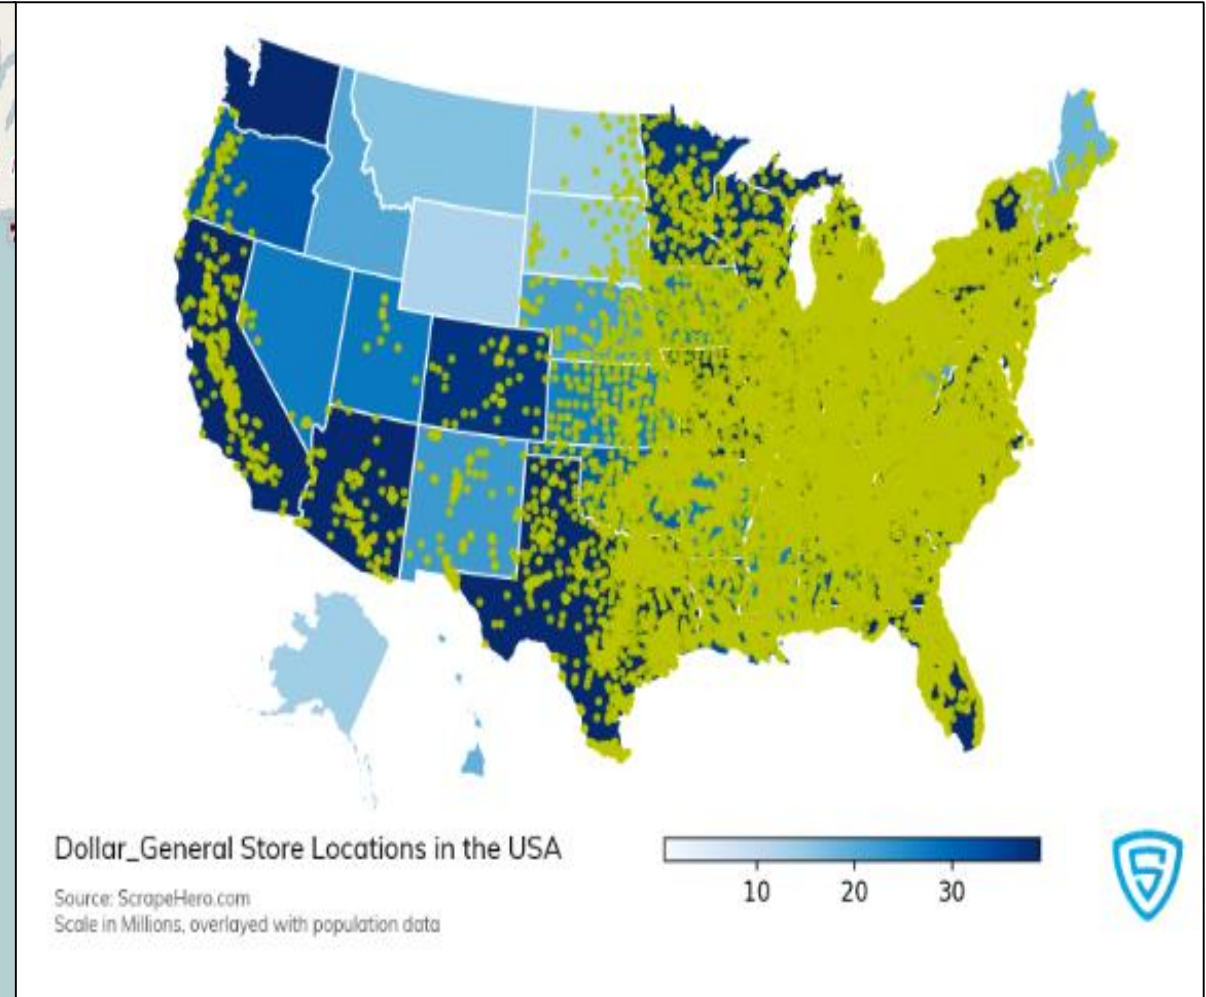 Dollar_General Store Locations in the USA
Source: ScrapeHero.com
Scale in Millions, overlayed with population data
10 20 30